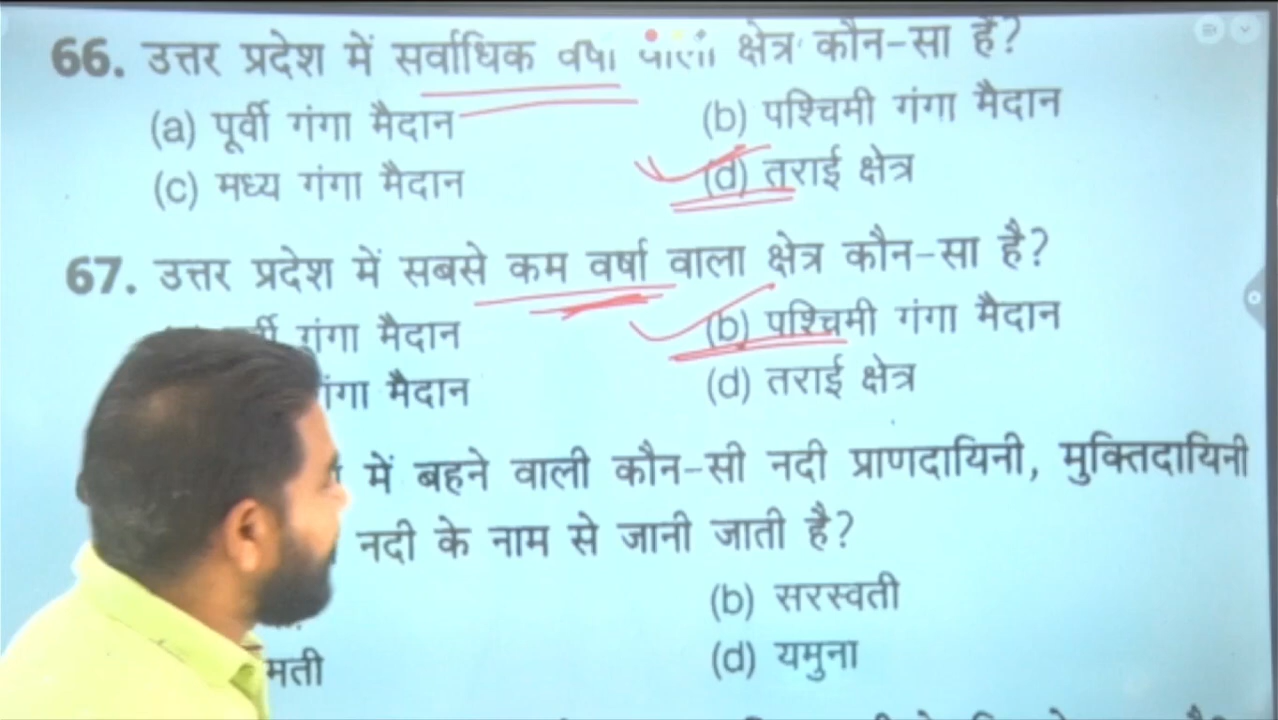 66. उत्तर प्रदेश में सर्वाधिक वर्षा वाला क्षेत्र कौन-सा है?
(a) पूर्वी गंगा मैदान (b) पश्चिमी गंगा मैदान
(c) मध्य गंगा मैदान (d) तराई क्षेत्र
67. उत्तर प्रदेश में सबसे कम वर्षा वाला क्षेत्र कौन-सा है?
गंगा मैदान (b) पश्चिमी गंगा मैदान
मैदान (d) तराई क्षेत्र
में बहने वाली कौन-सी नदी प्राणदायिनी, मुक्तिदायिनी
नदी के नाम से जानी जाती है?
(b) सरस्वती
मती (d) यमुना